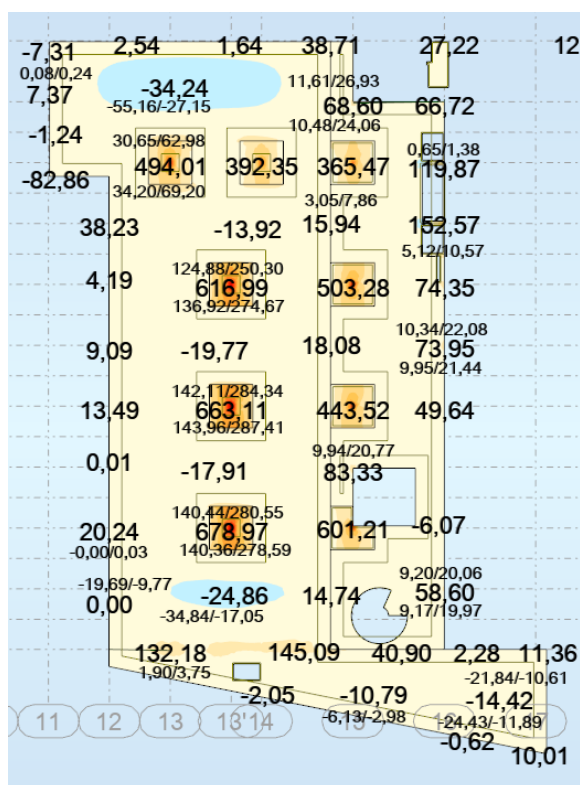 -7,31 2,54 1,64 38,71 27,22 12
0,08/0,24
7,37 -34,24 11,61/26,93
-55,16/-27,15 68,60 66,72
-1,24 30,65/62,98 10,48/24,06 0,65/1,38
494,01 392,35 365,47 119,87
-82,86 34,20/69,20 3,05/7,86
38,23 -13,92 15,94 152,57
5,12/10,57
124,88/250,30
4,19 616,99 503,28 74,35
136,92/274,67
10,34/22,08
9,09 -19,77 18,08 73,95
9,95/21,44
142,11/284,34
13,49 663,11 443,52 49,64
143,96/287,41
9,94/20,77
0,01 -17,91 83,33
140,44/280,55
20,24 678,97 601,21 -6,07
-0,00/0,03 140,36/278,59
-19,69/-9,77 9,20/20,06
0,00 -24,86 14,74 58,60
-34,84/-17,05 9,17/19,97
132,18 145,09 40,90 2,28 11,36
1,90/3,75 -21,84/-10,61
-2,05 -10,79 -14,42
11 12 13 13'14 -6,13/-2,98 -24,43/-11,89
-0,62
10,01